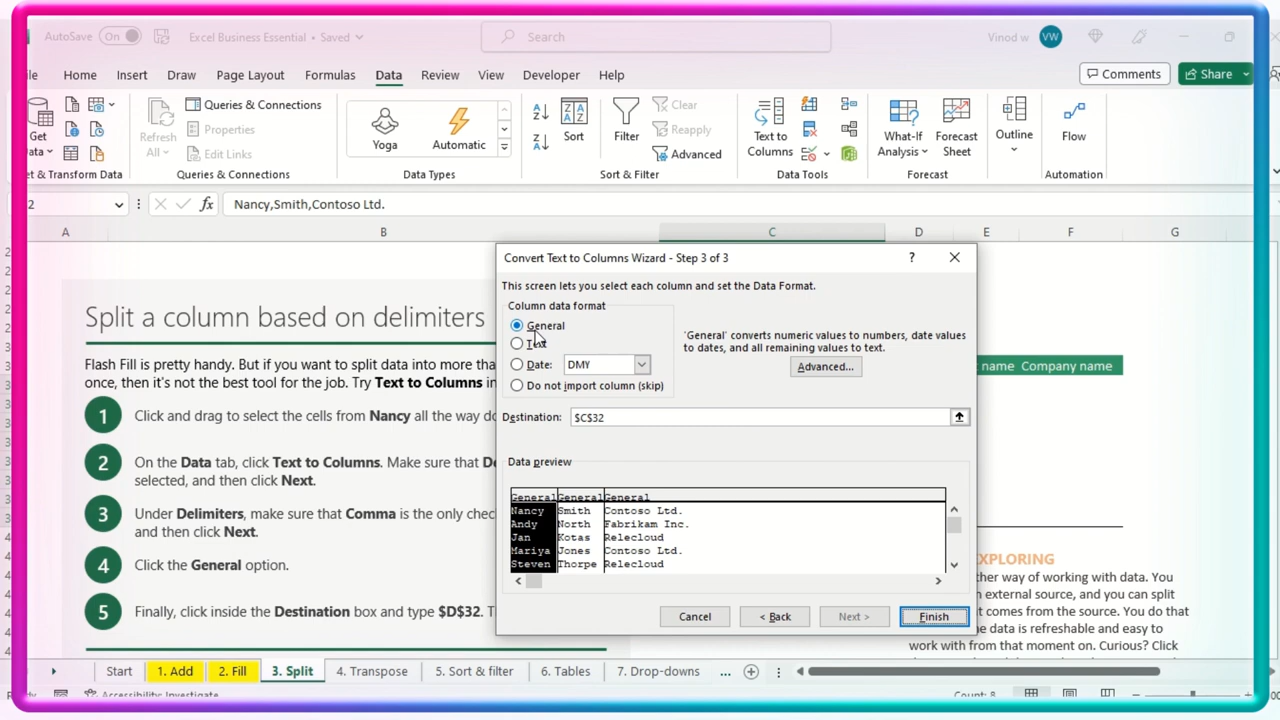 AutoSave On Excel Business Essential • Saved Search Vinod w VW
Home Insert Draw Page Layout Formulas Data Review View Developer Help Comments Share
Get Data
Refresh All
Queries & Connections
Properties
Edit Links
Yoga Automatic
Sort
Filter
Clear
Reapply
Advanced
Text to Columns
What-If Analysis
Forecast Sheet
Outline
Flow
Queries & Connections Data Types Sort & Filter Data Tools Forecast Automation
Nancy,Smith,Contoso Ltd.
A B C D E F G
Split a column based on delimiters
Flash Fill is pretty handy. But if you want to split data into more
once, then it's not the best tool for the job. Try Text to Columns
1 Click and drag to select the cells from Nancy all the way
2 On the Data tab, click Text to Columns. Make sure that
selected, and then click Next.
3 Under Delimiters, make sure that Comma is the only
and then click Next.
4 Click the General option.
5 Finally, click inside the Destination box and type $D$32.
Convert Text to Columns Wizard - Step 3 of 3 ?
This screen lets you select each column and set the Data Format.
Column data format
General
Text
Date: DMY
Do not import column (skip)
'General' converts numeric values to numbers, date values
to dates, and all remaining values to text.
Advanced...
Destination: $C$32
Data preview
General General General
Nancy Smith Contoso Ltd.
Andy North Fabrikam Inc.
Jan Kotas Relecloud
Mariya Jones Contoso Ltd.
Steven Thorpe Relecloud
Cancel < Back Next > Finish
name Company name
EXPLORING
way of working with data. You
external source, and you can split
comes from the source. You do that
data is refreshable and easy to
work with from that moment on. Curious? Click
Start 1. Add 2. Fill 3. Split 4. Transpose 5. Sort & filter 6. Tables 7. Drop-downs ...
Accessibility: Investigate Count: 8